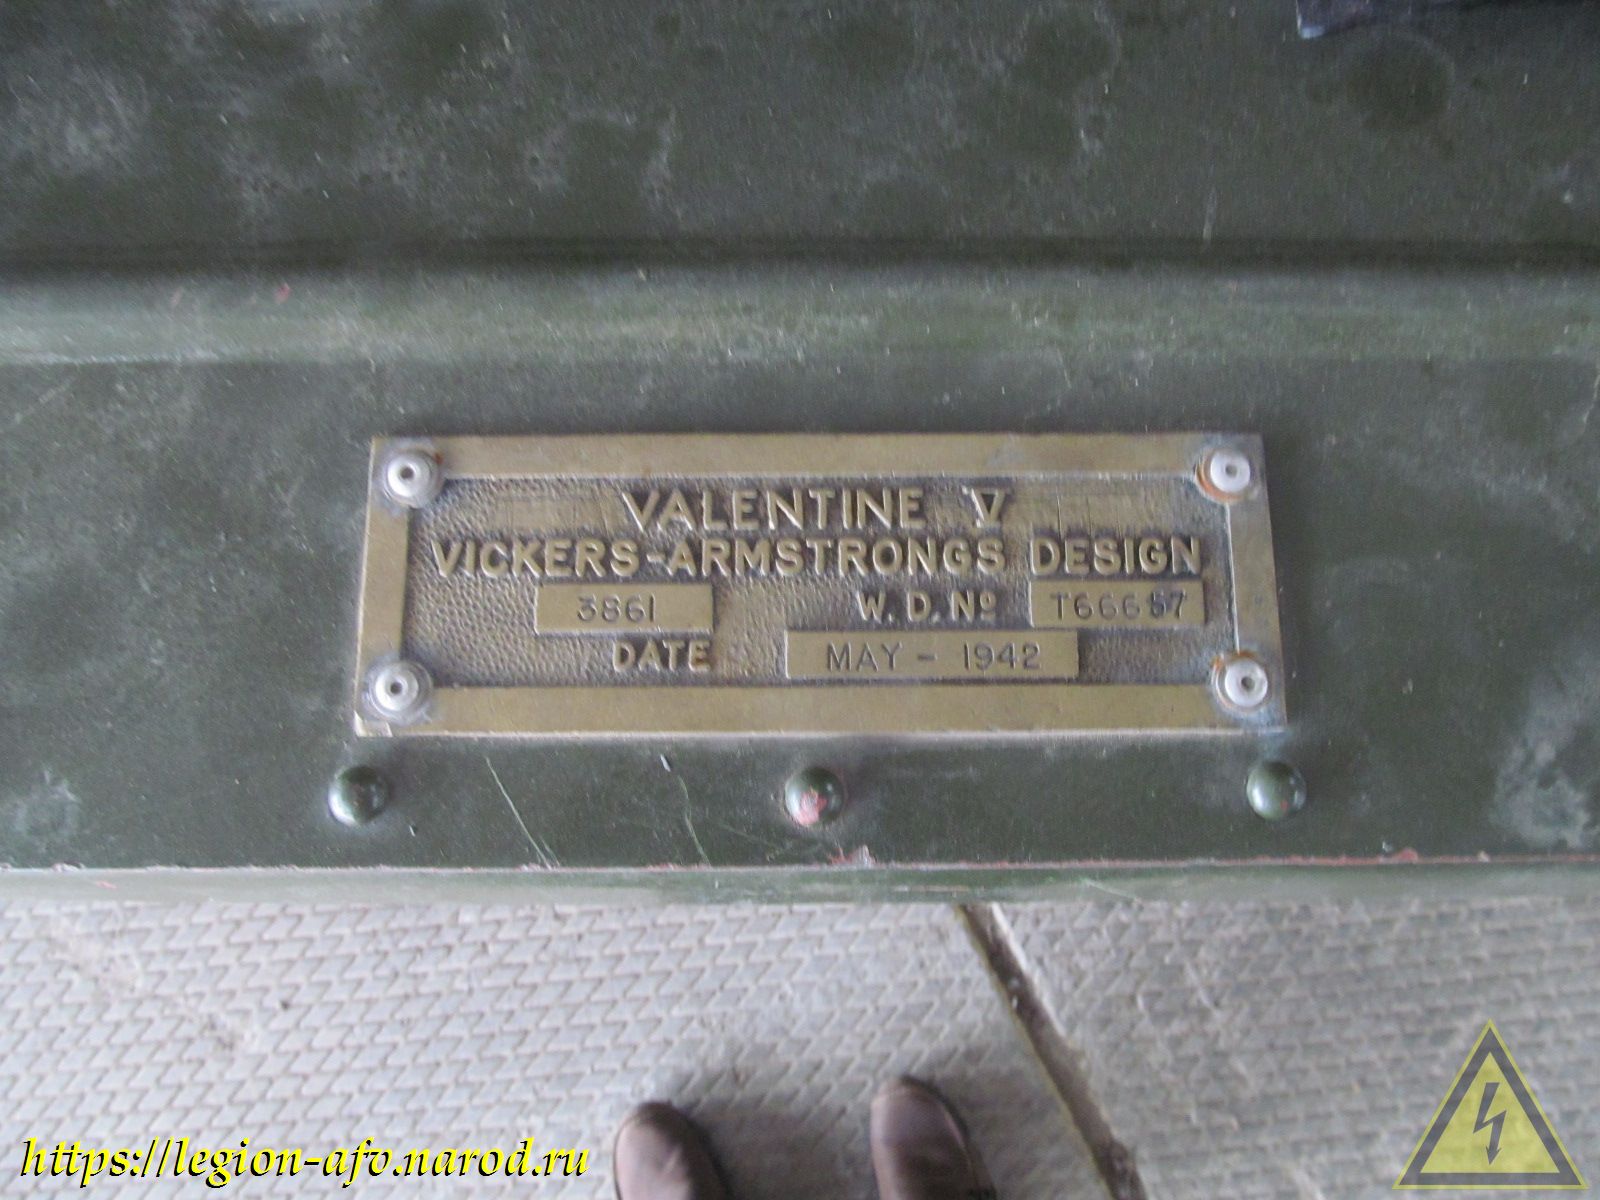 VALENTINE V
VICKERS-ARMSTRONGS DESIGN
3861 W.D.Nº T66657
DATE MAY - 1942
https://legion-afv.narod.ru